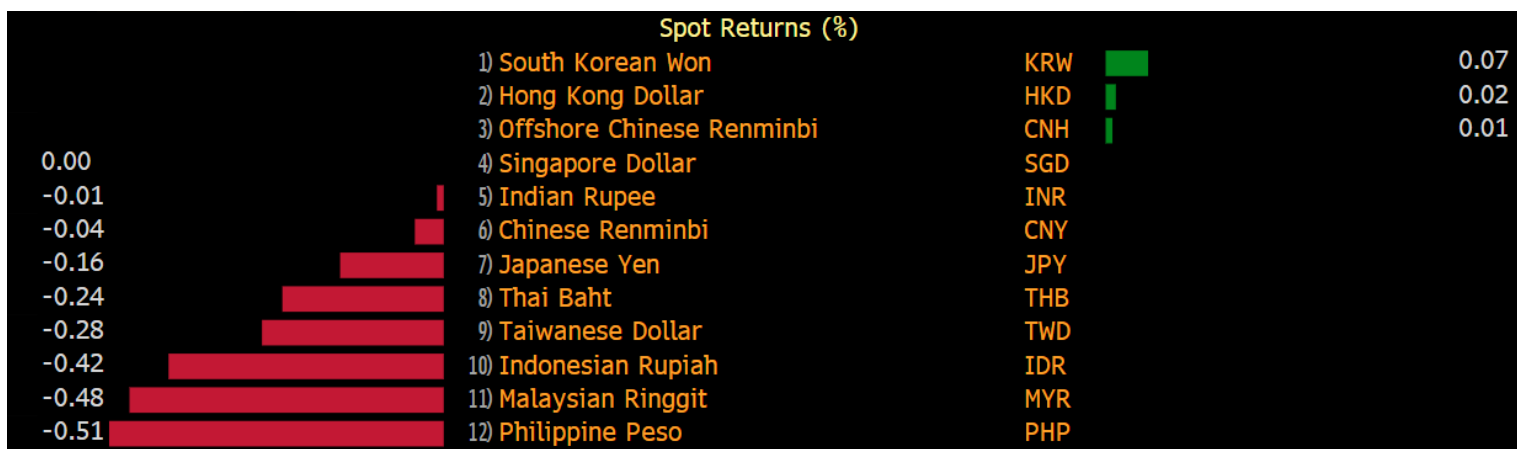 Spot Returns (%)
1) South Korean Won KRW 0.07
2) Hong Kong Dollar HKD 0.02
3) Offshore Chinese Renminbi CNH 0.01
0.00 4) Singapore Dollar SGD
-0.01 5) Indian Rupee INR
-0.04 6) Chinese Renminbi CNY
-0.16 7) Japanese Yen JPY
-0.24 8) Thai Baht THB
-0.28 9) Taiwanese Dollar TWD
-0.42 10) Indonesian Rupiah IDR
-0.48 11) Malaysian Ringgit MYR
-0.51 12) Philippine Peso PHP